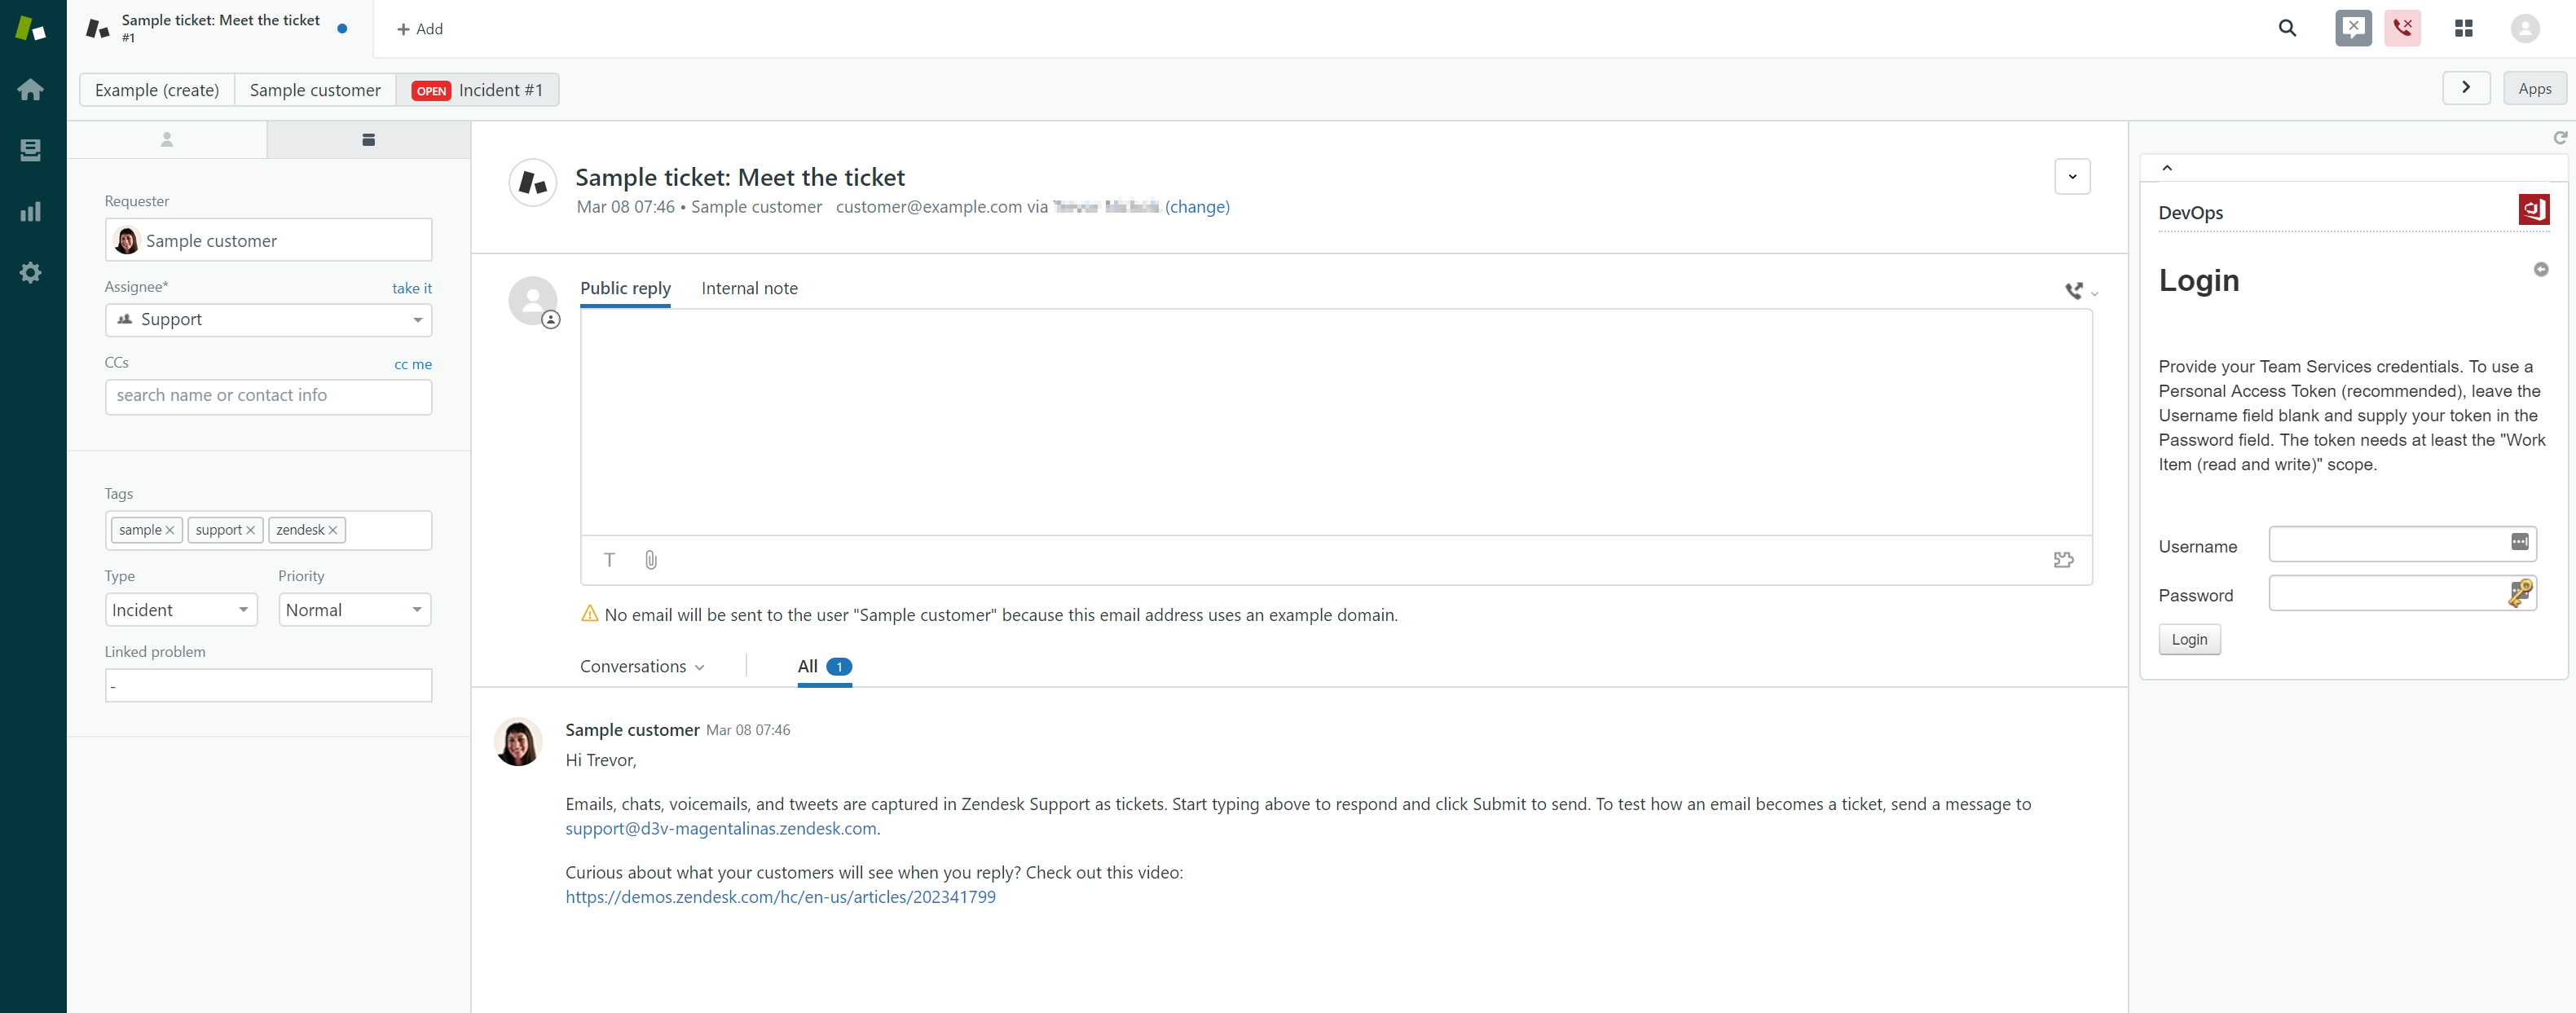 Sample ticket: Meet the ticket
#1
+ Add
Example (create)
Sample customer
OPEN Incident #1
Apps
Requester
Sample customer
Assignee*
take it
Support
CCs
cc me
search name or contact info
Tags
sample × support × zendesk ×
Type
Priority
Incident
Normal
Linked problem
-
Sample ticket: Meet the ticket
Mar 08 07:46 • Sample customer customer@example.com via (change)
Public reply
Internal note
T
No email will be sent to the user "Sample customer" because this email address uses an example domain.
Conversations
All 1
Sample customer Mar 08 07:46
Hi Trevor,
Emails, chats, voicemails, and tweets are captured in Zendesk Support as tickets. Start typing above to respond and click Submit to send. To test how an email becomes a ticket, send a message to
support@d3v-magentalinas.zendesk.com.
Curious about what your customers will see when you reply? Check out this video:
https://demos.zendesk.com/hc/en-us/articles/202341799
DevOps
Login
Provide your Team Services credentials. To use a
Personal Access Token (recommended), leave the
Username field blank and supply your token in the
Password field. The token needs at least the "Work
Item (read and write)" scope.
Username
Password
Login